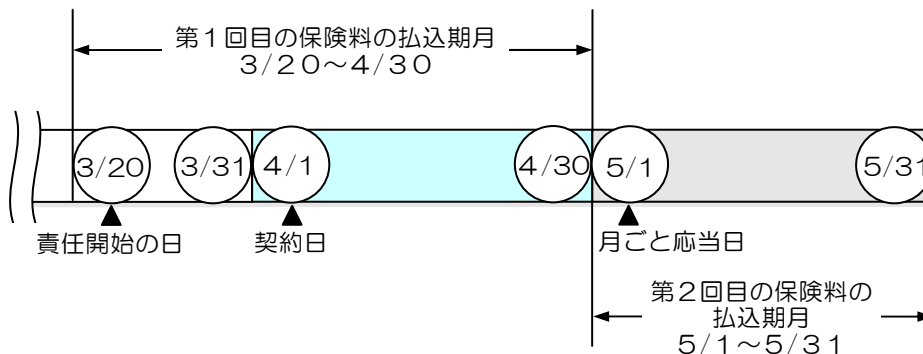 第１回目の保険料の払込期月
３/２０～４/３０
3/20
3/31
4/1
4/30
5/1
5/31
責任開始の日
契約日
月ごと応当日
第２回目の保険料の
払込期月
５/１～５/３１